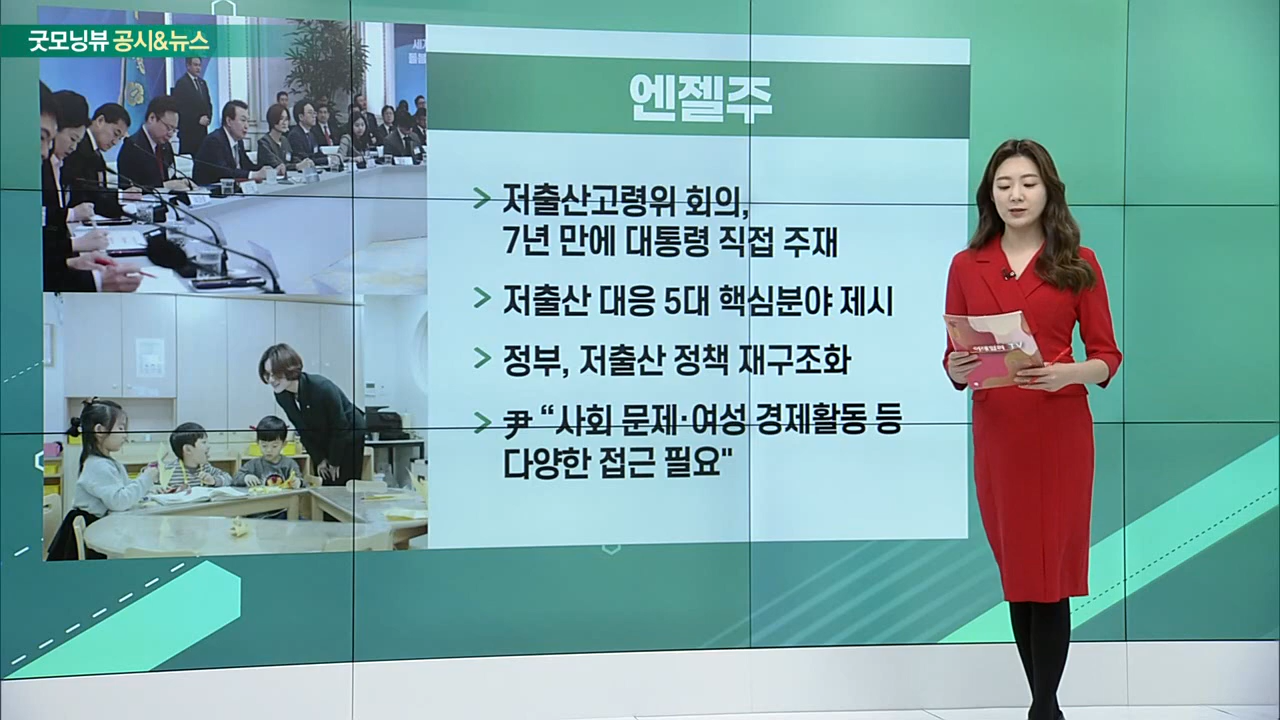 굿모닝뷰 공시&뉴스
엔젤주
> 저출산고령위 회의,
7년 만에 대통령 직접 주재
> 저출산 대응 5대 핵심분야 제시
> 정부, 저출산 정책 재구조화
> 尹 “사회 문제·여성 경제활동 등
다양한 접근 필요"